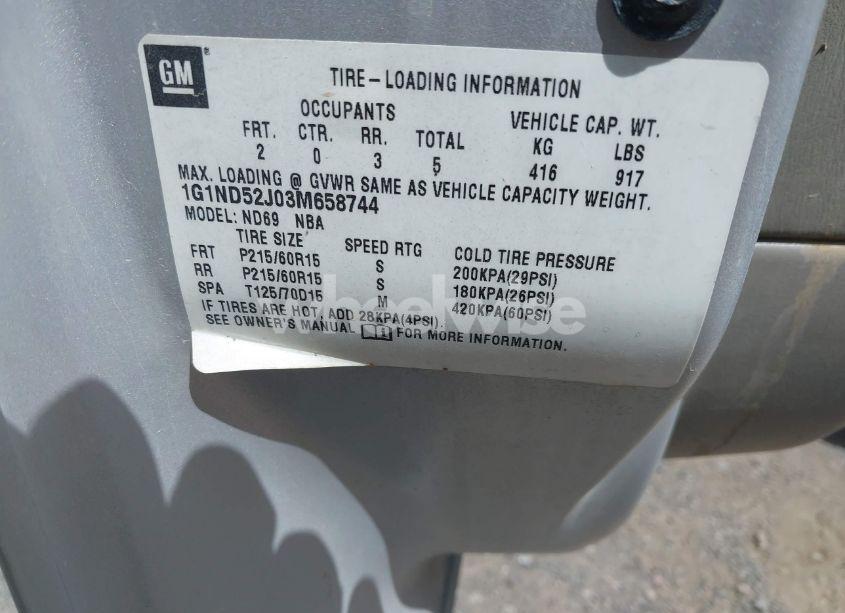 GM ®
TIRE-LOADING INFORMATION
OCCUPANTS VEHICLE CAP. WT.
FRT. CTR. RR. TOTAL KG LBS
2 0 3 5 416 917
MAX. LOADING @ GVWR SAME AS VEHICLE CAPACITY WEIGHT.
1G1ND52J03M658744
MODEL: ND69 NBA
TIRE SIZE SPEED RTG COLD TIRE PRESSURE
FRT P215/60R15 S 200KPA(29PSI)
RR P215/60R15 S 180KPA(26PSI)
SPA T125/70D15 M 420KPA(60PSI)
IF TIRES ARE HOT, ADD 28KPA(4PSI).
SEE OWNER'S MANUAL FOR MORE INFORMATION.
wheelwise